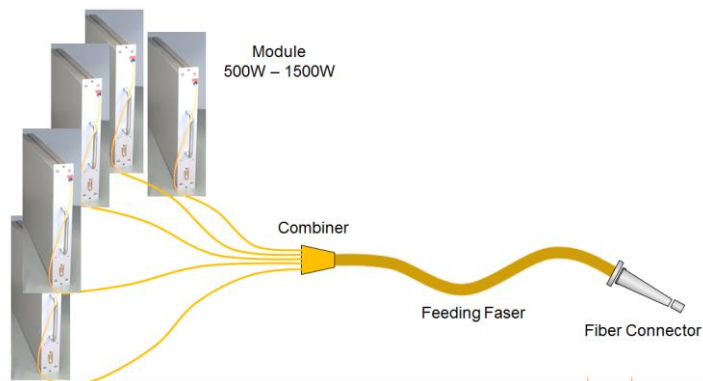 Module
500W – 1500W
Combiner
Feeding Faser
Fiber Connector